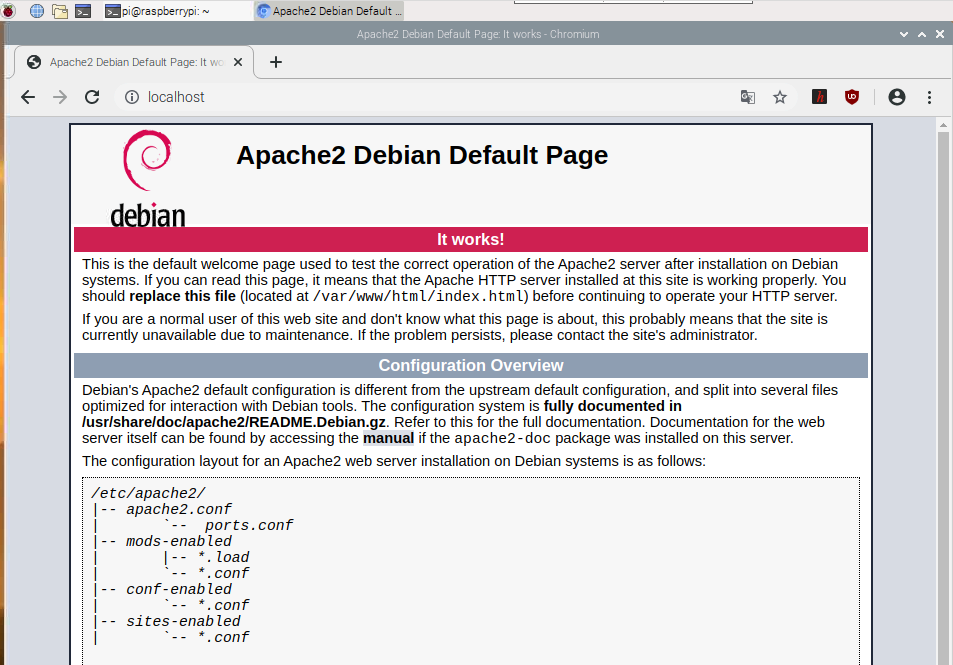 pi@raspberrypi: ~
Apache2 Debian Default ...
Apache2 Debian Default Page: It works - Chromium
Apache2 Debian Default Page: It wo
localhost
debian
Apache2 Debian Default Page
It works!
This is the default welcome page used to test the correct operation of the Apache2 server after installation on Debian
systems. If you can read this page, it means that the Apache HTTP server installed at this site is working properly. You
should replace this file (located at /var/www/html/index.html) before continuing to operate your HTTP server.
If you are a normal user of this web site and don't know what this page is about, this probably means that the site is
currently unavailable due to maintenance. If the problem persists, please contact the site's administrator.
Configuration Overview
Debian's Apache2 default configuration is different from the upstream default configuration, and split into several files
optimized for interaction with Debian tools. The configuration system is fully documented in
/usr/share/doc/apache2/README.Debian.gz. Refer to this for the full documentation. Documentation for the web
server itself can be found by accessing the manual if the apache2-doc package was installed on this server.
The configuration layout for an Apache2 web server installation on Debian systems is as follows:
/etc/apache2/
|-- apache2.conf
|       `--  ports.conf
|-- mods-enabled
|       |-- *.load
|       `-- *.conf
|-- conf-enabled
|       `-- *.conf
|-- sites-enabled
|       `-- *.conf